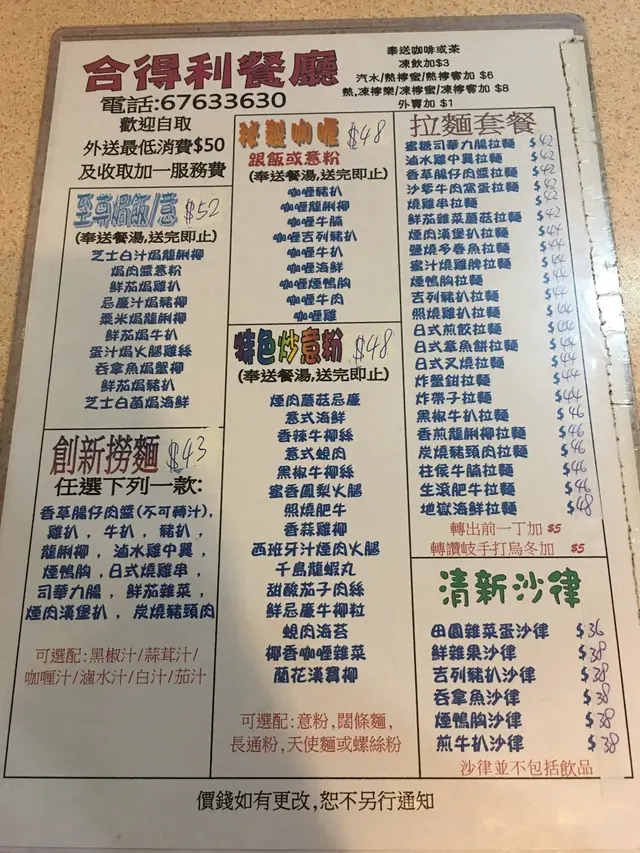 合得利餐廳
電話:67633630
歡迎自取
外送最低消費$50
及收取加一服務費
奉送咖啡或茶
凍飲加$3
汽水/熱檸蜜/熱檸賓加 $6
熱,凍檸樂/凍檸蜜/凍檸賓加 $8
外賣加 $1
至尊焗飯/意 $52
(奉送餐湯,送完即止)
芝士白汁焗龍脷柳
焗肉醬意粉
鮮茄焗雞扒
忌廉汁焗豬柳
粟米焗龍脷柳
鮮茄焗牛扒
蛋汁焗火腿雞絲
吞拿魚焗蟹柳
鮮茄焗豬扒
芝士白菌焗海鮮
創新撈麵 $43
任選下列一款:
香草腸仔肉醬(不可轉汁),
雞扒，牛扒，豬扒，
龍脷柳，滷水雞中翼，
煙鴨胸,日式燒雞串，
司華力腸，鮮茄雜菜，
煙肉漢堡扒，炭燒豬頸肉
可選配:黑椒汁/蒜茸汁/
咖喱汁/滷水汁/白汁/茄汁
秘製咖喱 $48
跟飯或意粉
(奉送餐湯,送完即止)
咖喱豬扒
咖喱龍脷柳
咖喱牛腩
咖喱吉列豬扒
咖喱牛扒
咖喱海鮮
咖喱煙鴨胸
咖喱牛肉
咖喱雞
特色炒意粉 $48
(奉送餐湯,送完即止)
煙肉蘑菇忌廉
意式海鮮
香辣牛柳絲
意式蜆肉
黑椒牛柳絲
蜜香鳳梨火腿
照燒肥牛
香蒜雞柳
西班牙汁煙肉火腿
千島龍蝦丸
甜酸茄子肉絲
鮮忌廉牛柳粒
蜆肉海苔
椰香咖喱雜菜
蘭花漢寶柳
可選配:意粉,闊條麵,
長通粉,天使麵或螺絲粉
拉麵套餐
蜜糖司華力腸拉麵 $42
滷水雞中翼拉麵 $42
香草腸仔肉醬拉麵 $42
沙爹牛肉窩蛋拉麵 $42
燒雞串拉麵 $42
鮮茄雜菜蘑菇拉麵 $42
煙肉漢堡扒拉麵 $44
鹽燒多春魚拉麵 $44
蜜汁燒雞脾拉麵 $44
煙鴨胸拉麵 $44
吉列豬扒拉麵 $44
照燒雞扒拉麵 $44
日式煎餃拉麵 $44
日式章魚餅拉麵 $44
日式叉燒拉麵 $44
炸蟹鉗拉麵 $44
炸帶子拉麵 $44
黑椒牛扒拉麵 $46
香煎龍脷柳拉麵 $46
炭燒豬頸肉拉麵 $46
柱侯牛腩拉麵 $46
生滾肥牛拉麵 $46
地獄海鮮拉麵 $48
轉出前一丁加 $5
轉讚岐手打烏冬加 $5
清新沙律
田園雜菜蛋沙律 $36
鮮雜果沙律 $38
吉列豬扒沙律 $38
吞拿魚沙律 $38
煙鴨胸沙律 $38
煎牛扒沙律 $38
沙律並不包括飲品
價錢如有更改,恕不另行通知